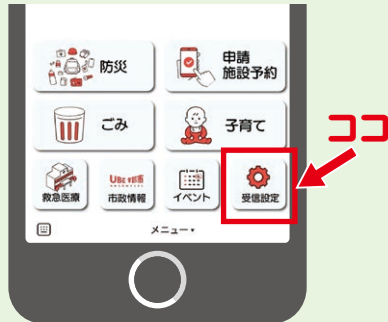 防災
申請
施設予約
ごみ
子育て
ココ
救急医療
UBE
市政情報
イベント
受信設定
メニュー